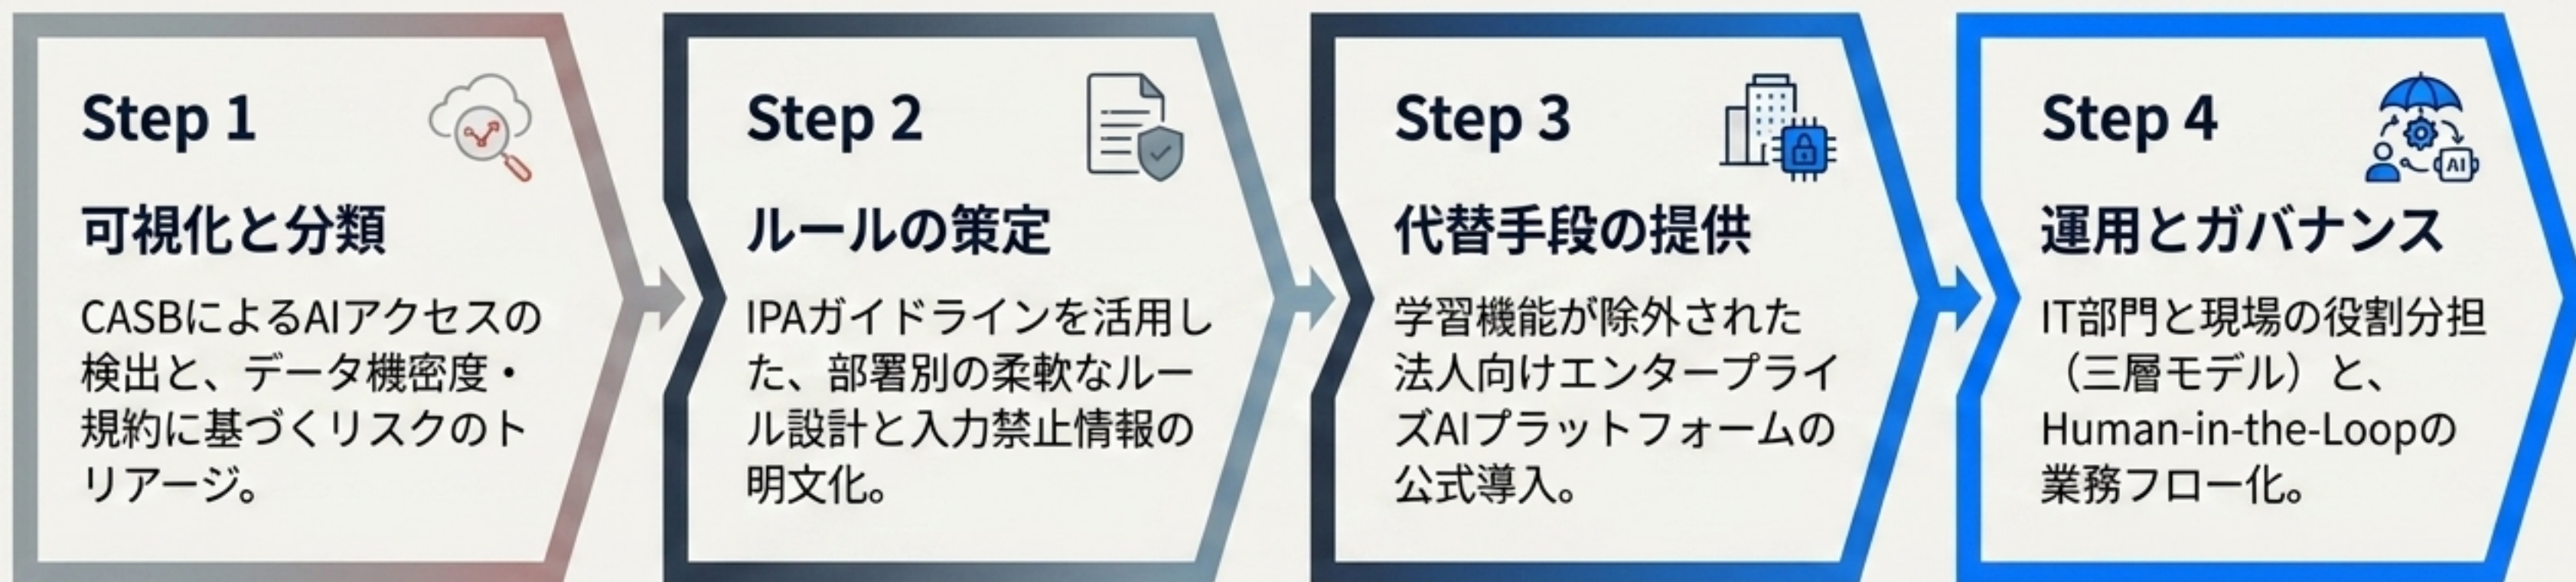 Step 1
可視化と分類
CASBによるAIアクセスの
検出と、データ機密度・
規約に基づくリスクのト
リアージ。
Step 2
ルールの策定
IPAガイドラインを活用し
た、部署別の柔軟なルー
ル設計と入力禁止情報の
明文化。
Step 3
代替手段の提供
学習機能が除外された
法人向けエンタープライ
ズAIプラットフォームの
公式導入。
Step 4
AI
運用とガバナンス
IT部門と現場の役割分担
（三層モデル）と、
Human-in-the-Loopの
業務フロー化。